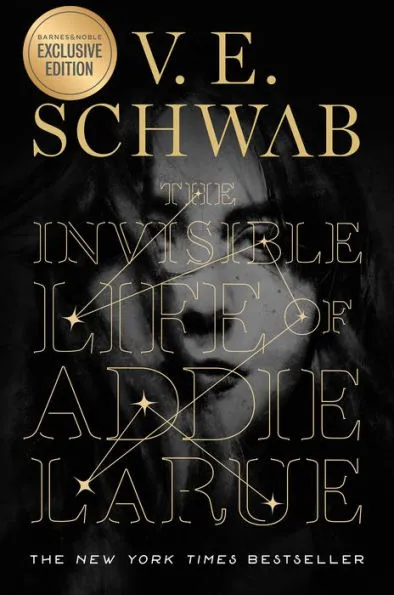 BARNES&NOBLE
EXCLUSIVE
EDITION
V. E.
SCHWAB
THE
INVISIBLE
LIFE OF
ADDIE
LARUE
THE NEW YORK TIMES BESTSELLER